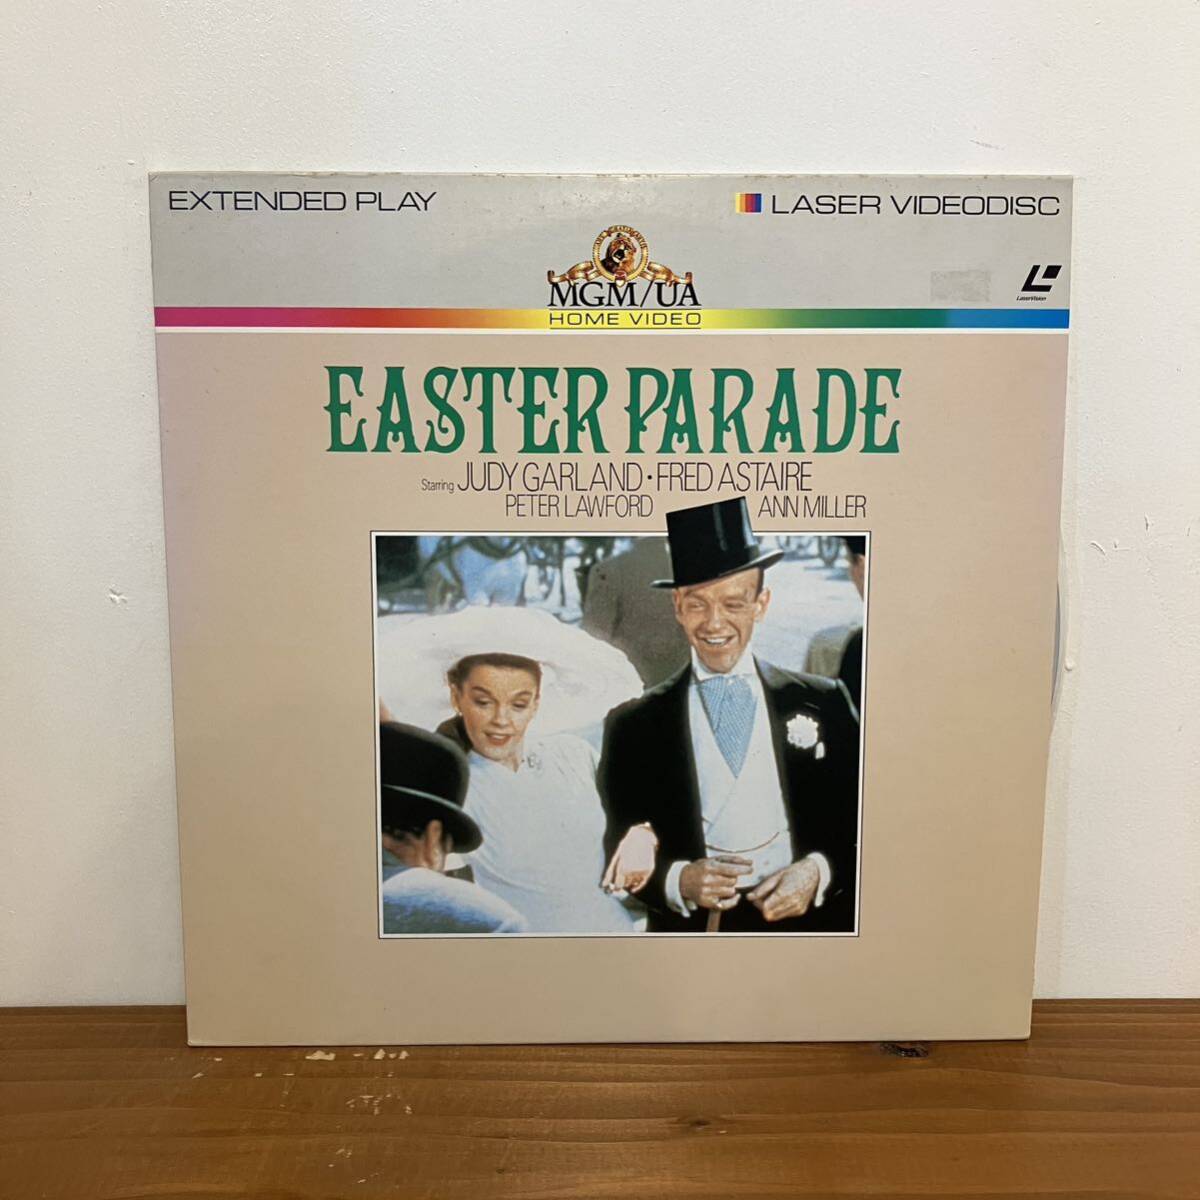 EXTENDED PLAY
LASER VIDEODISC
MGM/UA
HOME VIDEO
LaserVision
EASTER PARADE
Starring JUDY GARLAND · FRED ASTAIRE
PETER LAWFORD ANN MILLER